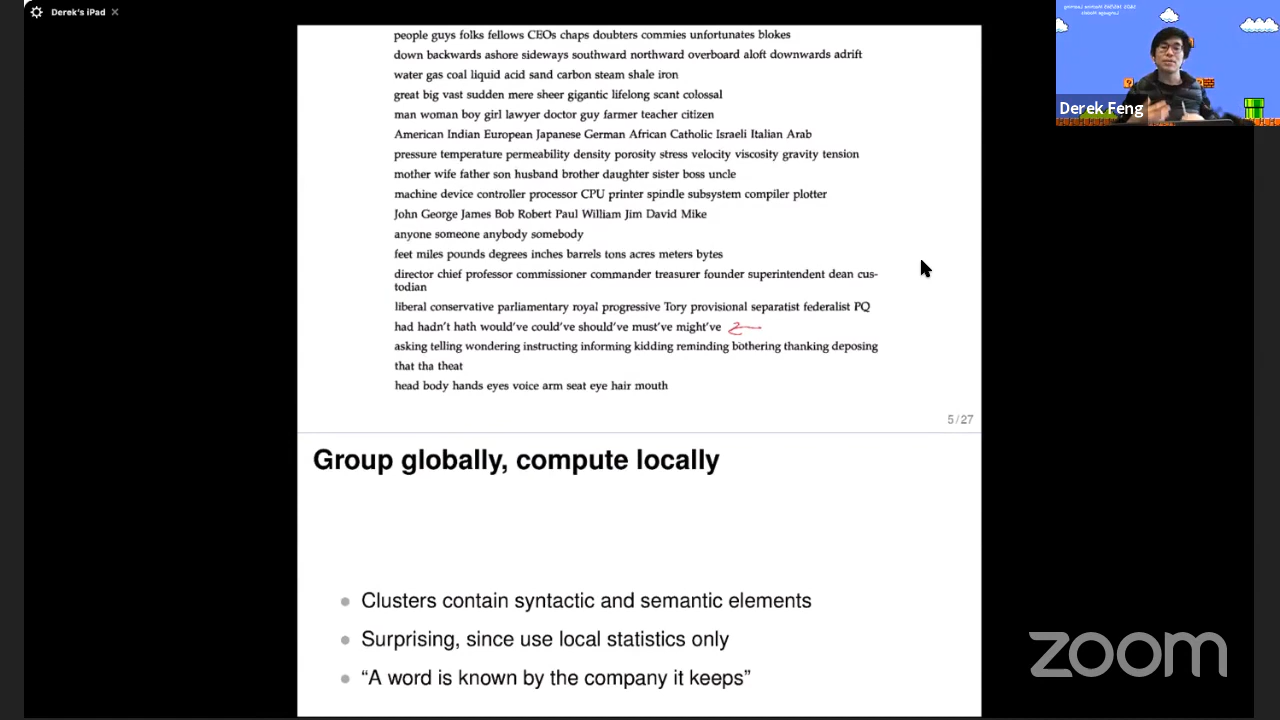 Derek's iPad
people guys folks fellows CEOs chaps doubters commies unfortunates blokes
down backwards ashore sideways southward northward overboard aloft downwards adrift
water gas coal liquid acid sand carbon steam shale iron
great big vast sudden mere sheer gigantic lifelong scant colossal
man woman boy girl lawyer doctor guy farmer teacher citizen
American Indian European Japanese German African Catholic Israeli Italian Arab
pressure temperature permeability density porosity stress velocity viscosity gravity tension
mother wife father son husband brother daughter sister boss uncle
machine device controller processor CPU printer spindle subsystem compiler plotter
John George James Bob Robert Paul William Jim David Mike
anyone someone anybody somebody
feet miles pounds degrees inches barrels tons acres meters bytes
director chief professor commissioner commander treasurer founder superintendent dean cus-
todian
liberal conservative parliamentary royal progressive Tory provisional separatist federalist PQ
had hadn't hath would've could've should've must've might've
asking telling wondering instructing informing kidding reminding bothering thanking deposing
that tha theat
head body hands eyes voice arm seat eye hair mouth
5/27
Group globally, compute locally
Clusters contain syntactic and semantic elements
Surprising, since use local statistics only
“A word is known by the company it keeps”
Derek Feng
zoom